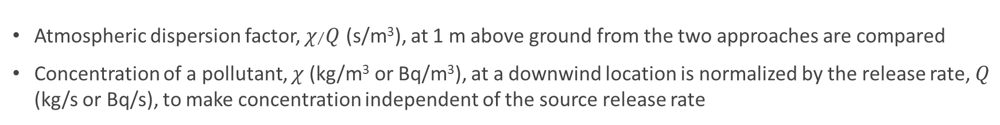 • Atmospheric dispersion factor, χ/Q (s/m³), at 1 m above ground from the two approaches are compared
• Concentration of a pollutant, χ (kg/m³ or Bq/m³), at a downwind location is normalized by the release rate, Q
(kg/s or Bq/s), to make concentration independent of the source release rate